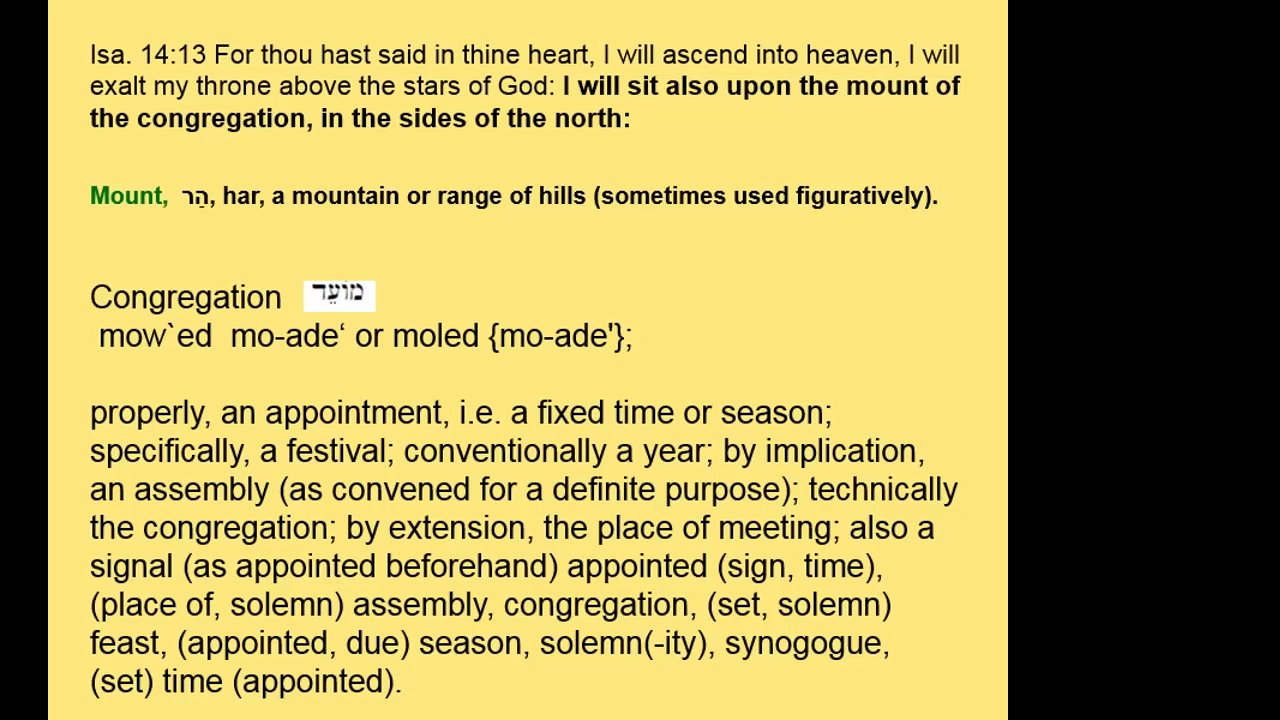 Isa. 14:13 For thou hast said in thine heart, I will ascend into heaven, I will
exalt my throne above the stars of God: I will sit also upon the mount of
the congregation, in the sides of the north:
Mount, הַר, har, a mountain or range of hills (sometimes used figuratively).
Congregation מוֹעֵד
mow`ed mo-ade‘ or moled {mo-ade'};
properly, an appointment, i.e. a fixed time or season;
specifically, a festival; conventionally a year; by implication,
an assembly (as convened for a definite purpose); technically
the congregation; by extension, the place of meeting; also a
signal (as appointed beforehand) appointed (sign, time),
(place of, solemn) assembly, congregation, (set, solemn)
feast, (appointed, due) season, solemn(-ity), synogogue,
(set) time (appointed).